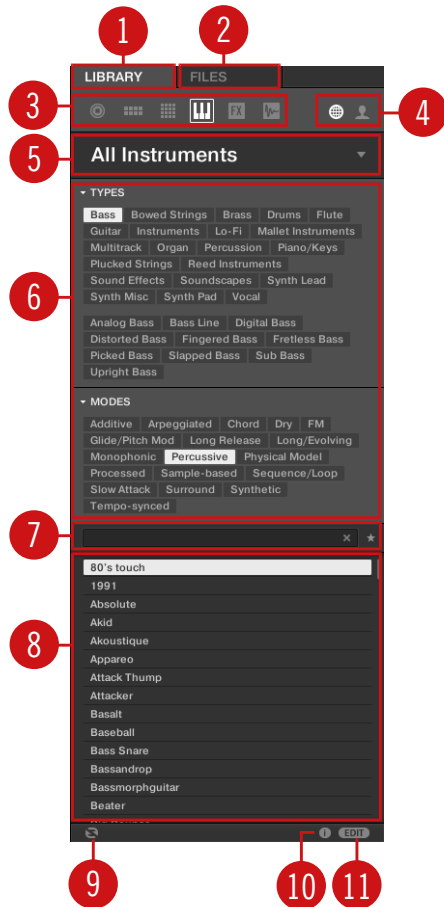 1 2
LIBRARY FILES
3 FX 4
5 All Instruments
TYPES
Bass Bowed Strings Brass Drums Flute
Guitar Instruments Lo-Fi Mallet Instruments
Multitrack Organ Percussion Piano/Keys
Plucked Strings Reed Instruments
6 Sound Effects Soundscapes Synth Lead
Synth Misc Synth Pad Vocal
Analog Bass Bass Line Digital Bass
Distorted Bass Fingered Bass Fretless Bass
Picked Bass Slapped Bass Sub Bass
Upright Bass
MODES
Additive Arpeggiated Chord Dry FM
Glide/Pitch Mod Long Release Long/Evolving
Monophonic Percussive Physical Model
Processed Sample-based Sequence/Loop
Slow Attack Surround Synthetic
Tempo-synced
7
80's touch
1991
Absolute
Akid
8 Akoustique
Appareo
Attack Thump
Attacker
Basalt
Baseball
Bass Snare
Bassandrop
Bassmorphguitar
Beater
i EDIT
9 10 11